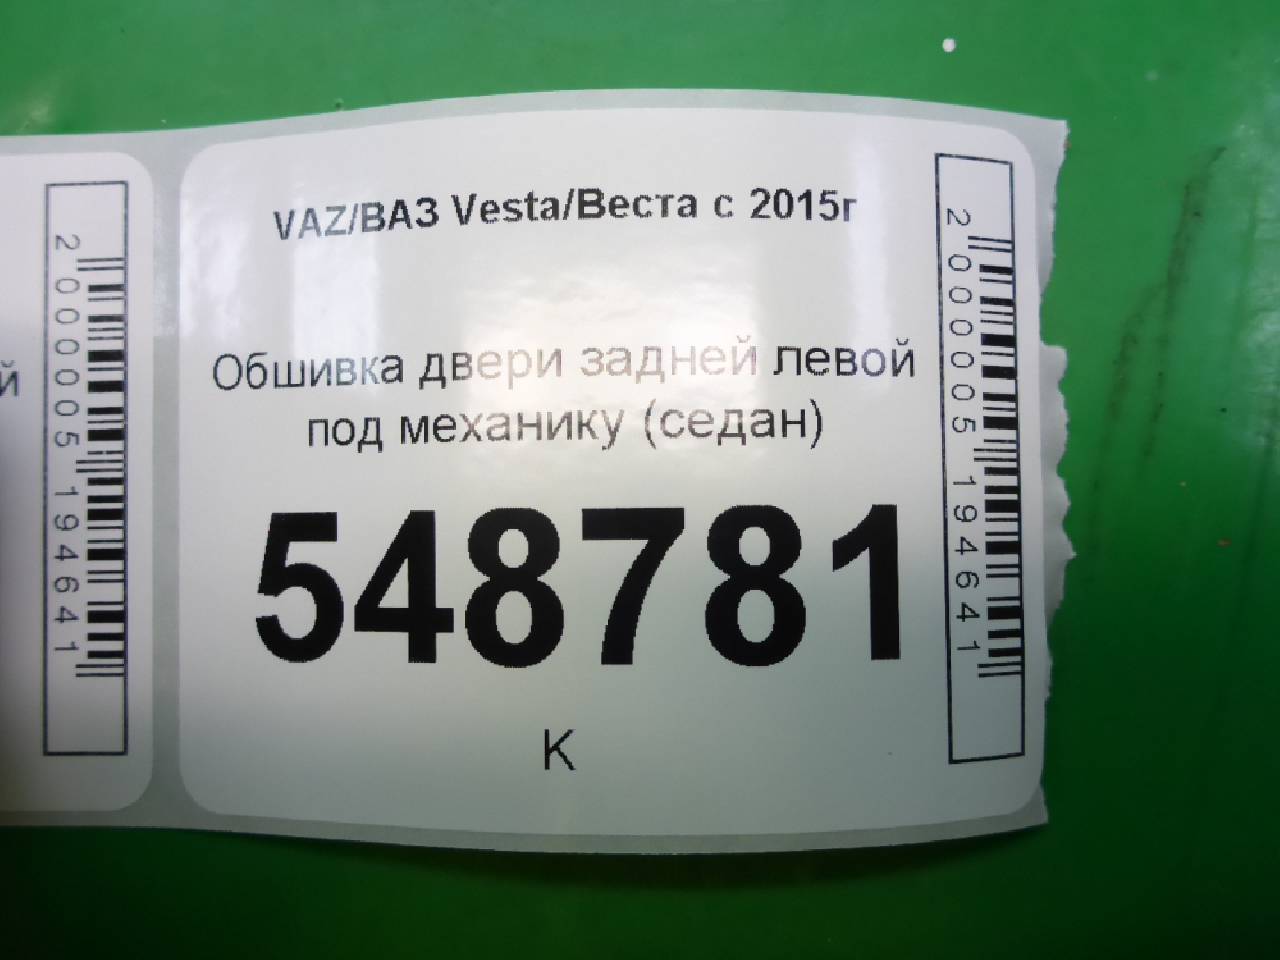 VAZ/ВАЗ Vesta/Веста с 2015г
Обшивка двери задней левой
под механику (седан)
548781
К
2000005194641
й
2000005194641